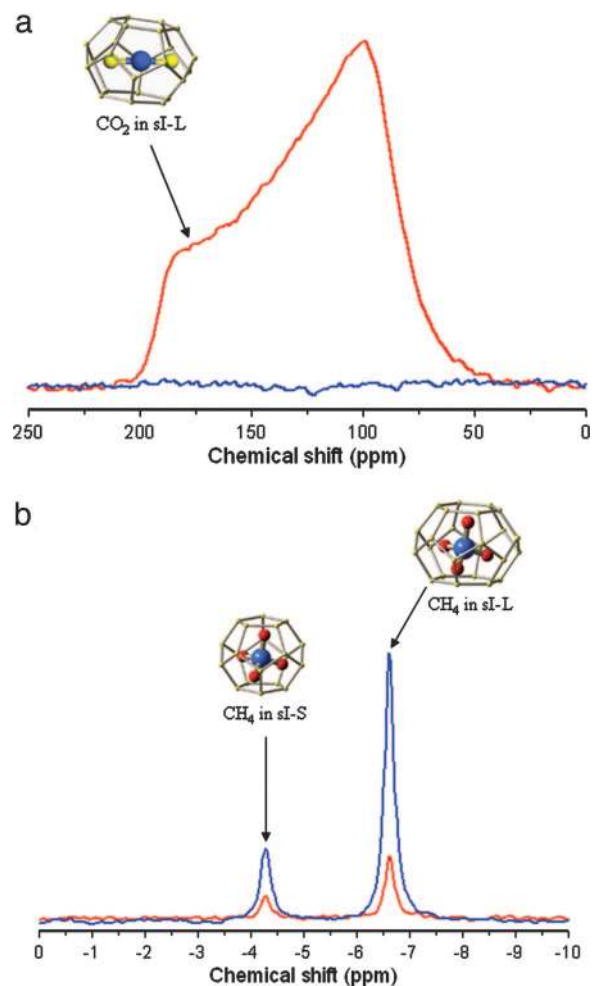 a
CO₂ in sI-L
250 200 150 100 50 0
Chemical shift (ppm)
b
CH₄ in sI-L
CH₄ in sI-S
0 -1 -2 -3 -4 -5 -6 -7 -8 -9 -10
Chemical shift (ppm)